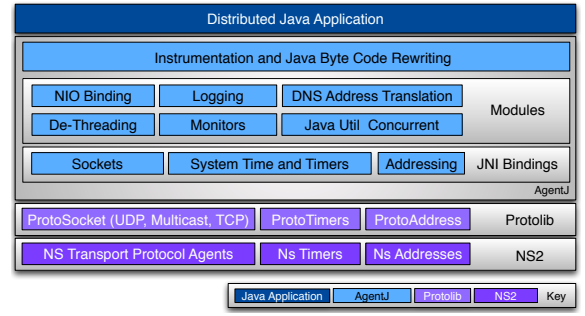 Distributed Java Application
Instrumentation and Java Byte Code Rewriting
NIO Binding Logging DNS Address Translation
Modules
De-Threading Monitors Java Util Concurrent
Sockets System Time and Timers Addressing JNI Bindings
AgentJ
ProtoSocket (UDP, Multicast, TCP) ProtoTimers ProtoAddress Protolib
NS Transport Protocol Agents Ns Timers Ns Addresses NS2
Java Application AgentJ Protolib NS2 Key